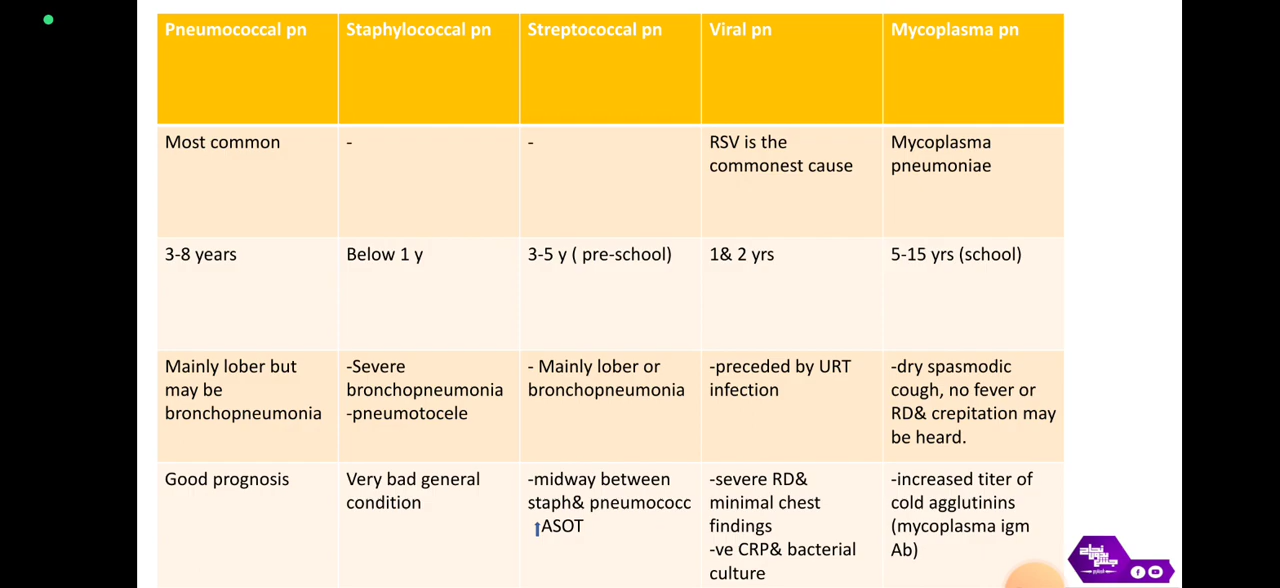 Pneumococcal pn
Staphylococcal pn
Streptococcal pn
Viral pn
Mycoplasma pn
Most common
-
-
RSV is the
commonest cause
Mycoplasma
pneumoniae
3-8 years
Below 1 y
3-5 y ( pre-school)
1& 2 yrs
5-15 yrs (school)
Mainly lober but
may be
bronchopneumonia
-Severe
bronchopneumonia
-pneumotocele
- Mainly lober or
bronchopneumonia
-preceded by URT
infection
-dry spasmodic
cough, no fever or
RD& crepitation may
be heard.
Good prognosis
Very bad general
condition
-midway between
staph& pneumococc
↑ASOT
-severe RD&
minimal chest
findings
-ve CRP& bacterial
culture
-increased titer of
cold agglutinins
(mycoplasma igm
Ab)